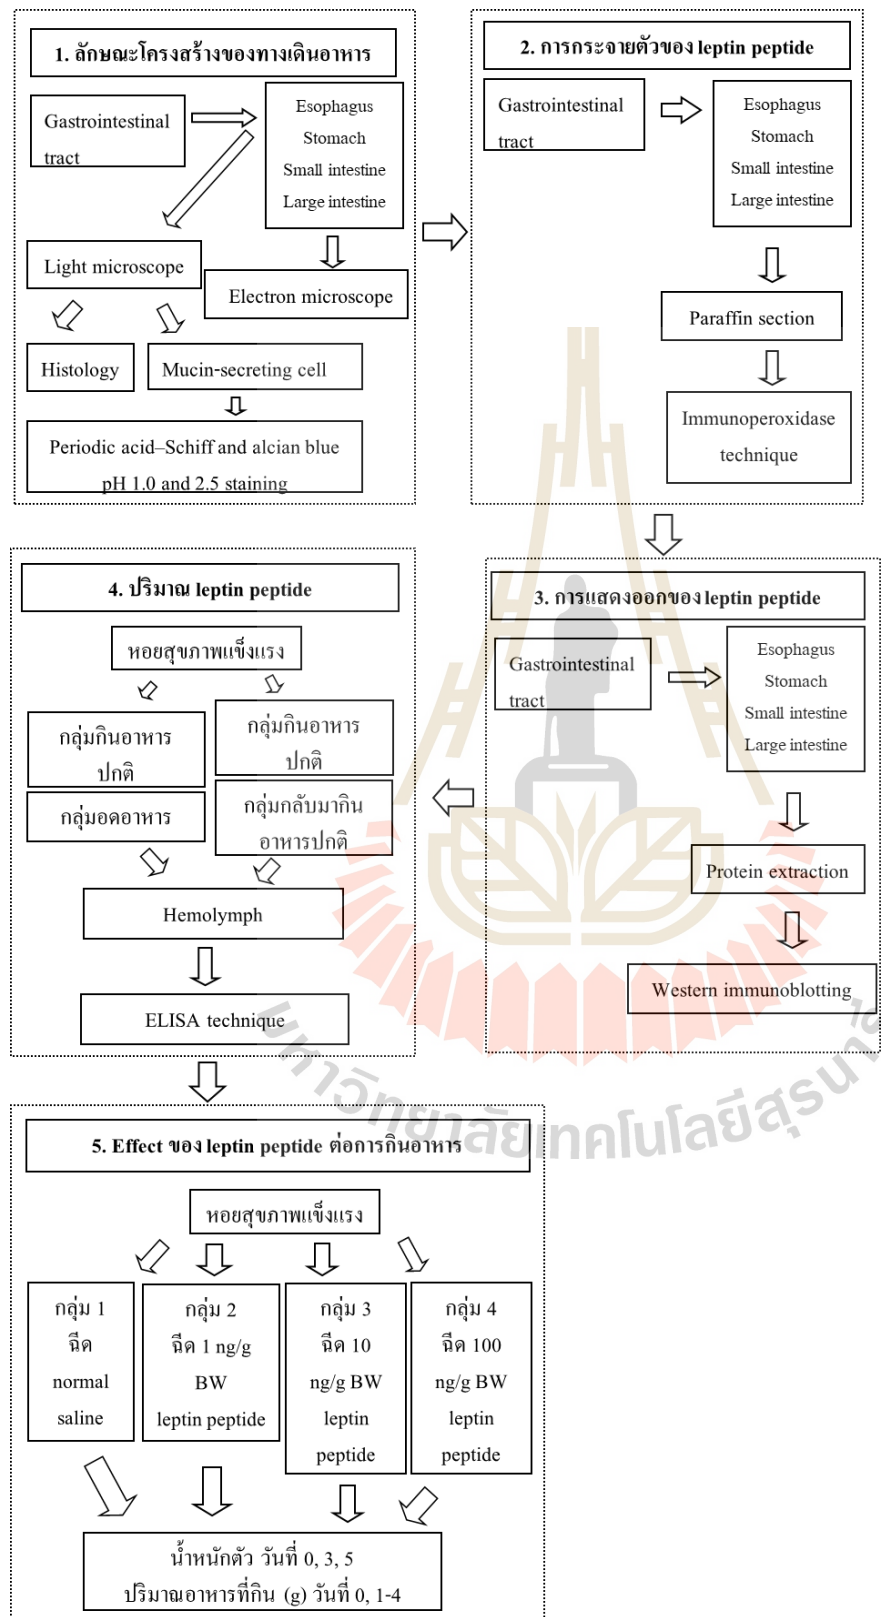 1. ลักษณะโครงสร้างของทางเดินอาหาร
Gastrointestinal
tract
Esophagus
Stomach
Small intestine
Large intestine
Light microscope
Electron microscope
Histology
Mucin-secreting cell
Periodic acid–Schiff and alcian blue
pH 1.0 and 2.5 staining
2. การกระจายตัวของ leptin peptide
Gastrointestinal
tract
Esophagus
Stomach
Small intestine
Large intestine
Paraffin section
Immunoperoxidase
technique
3. การแสดงออกของ leptin peptide
Gastrointestinal
tract
Esophagus
Stomach
Small intestine
Large intestine
Protein extraction
Western immunoblotting
4. ปริมาณ leptin peptide
หอยสุขภาพแข็งแรง
กลุ่มกินอาหาร
ปกติ
กลุ่มอดอาหาร
กลุ่มกินอาหาร
ปกติ
กลุ่มกลับมากิน
อาหารปกติ
Hemolymph
ELISA technique
5. Effect ของ leptin peptide ต่อการกินอาหาร
หอยสุขภาพแข็งแรง
กลุ่ม 1
ฉีด
normal
saline
กลุ่ม 2
ฉีด 1 ng/g
BW
leptin peptide
กลุ่ม 3
ฉีด 10
ng/g BW
leptin
peptide
กลุ่ม 4
ฉีด 100
ng/g BW
leptin
peptide
น้ำหนักตัว วันที่ 0, 3, 5
ปริมาณอาหารที่กิน (g) วันที่ 0, 1-4
มหาวิทยาลัยเทคโนโลยีสุรนารี